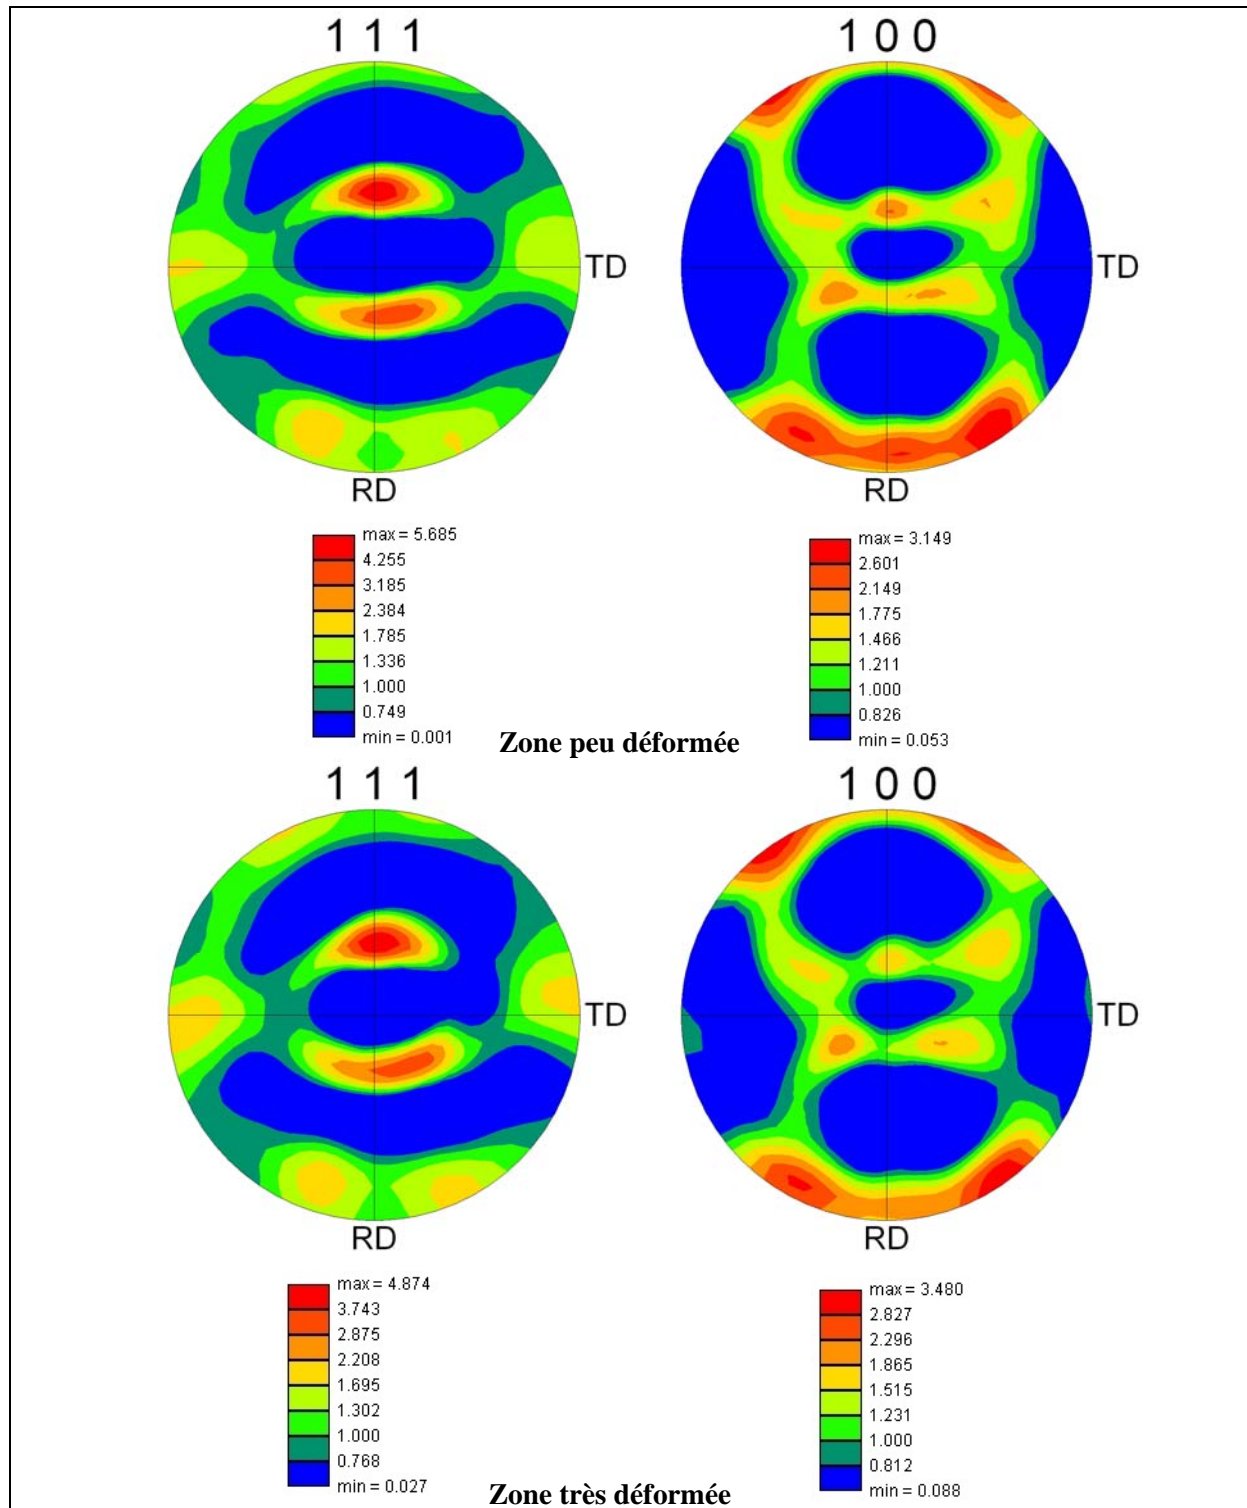 1 1 1
1 0 0
TD
TD
RD
RD
max = 5.685
4.255
3.185
2.384
1.785
1.336
1.000
0.749
min = 0.001
max = 3.149
2.601
2.149
1.775
1.466
1.211
1.000
0.826
min = 0.053
Zone peu déformée
1 1 1
1 0 0
TD
TD
RD
RD
max = 4.874
3.743
2.875
2.208
1.695
1.302
1.000
0.768
min = 0.027
max = 3.480
2.827
2.296
1.865
1.515
1.231
1.000
0.812
min = 0.088
Zone très déformée